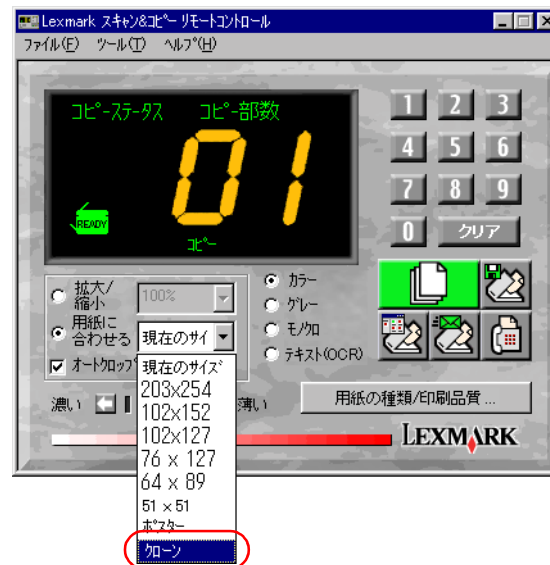 Lexmark スキャン&コピー リモートコントロール
ファイル(F) ツール(T) ヘルプ(H)
コピーステータス コピー部数
01
READY
コピー
1 2 3
4 5 6
7 8 9
0 クリア
拡大/
縮小
100%
用紙に
合わせる
現在のサイ
オートクロップ
カラー
グレー
モノクロ
テキスト(OCR)
現在のサイズ
203x254
102x152
102x127
76 x 127
64 x 89
51 x 51
ポスター
クローン
濃い 薄い
用紙の種類/印刷品質 ...
LEXMARK